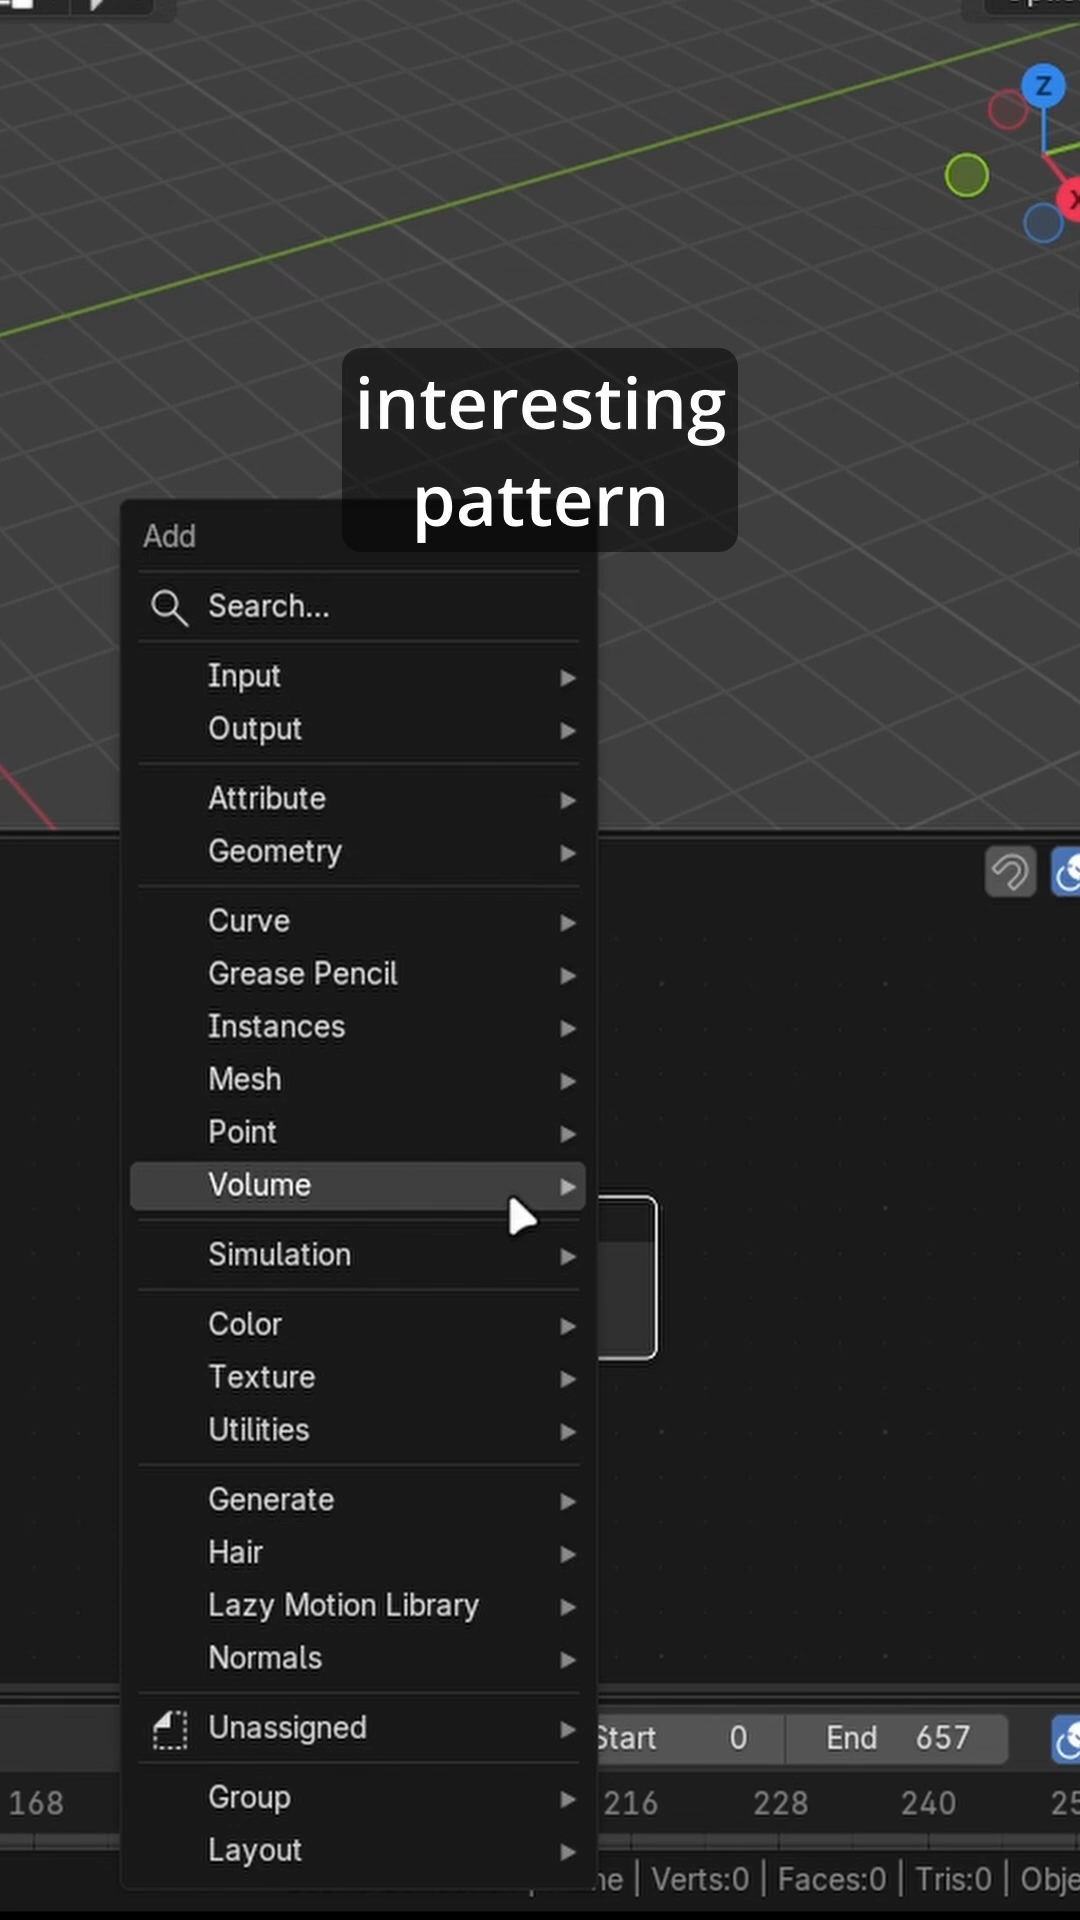 Z
X
interesting
pattern
Add
Search...
Input
Output
Attribute
Geometry
Curve
Grease Pencil
Instances
Mesh
Point
Volume
Simulation
Color
Texture
Utilities
Generate
Hair
Lazy Motion Library
Normals
Unassigned
Start 0 End 657
Group
168 216 228 240
Layout
Verts:0 | Faces:0 | Tris:0 |